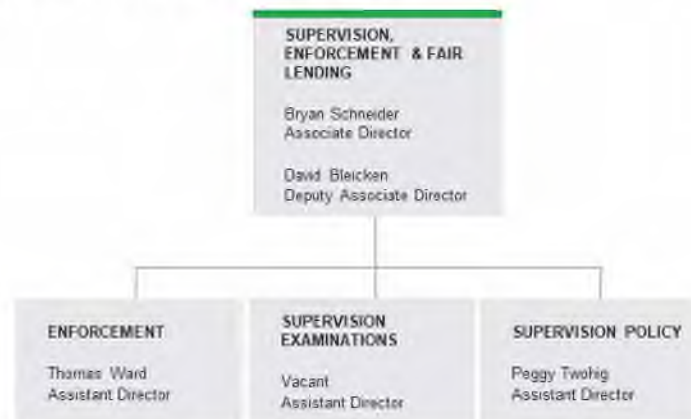 SUPERVISION,
ENFORCEMENT & FAIR
LENDING
Bryan Schneider
Associate Director
David Bleicken
Deputy Associate Director
ENFORCEMENT
Thomas Ward
Assistant Director
SUPERVISION
EXAMINATIONS
Vacant
Assistant Director
SUPERVISION POLICY
Peggy Twohig
Assistant Director